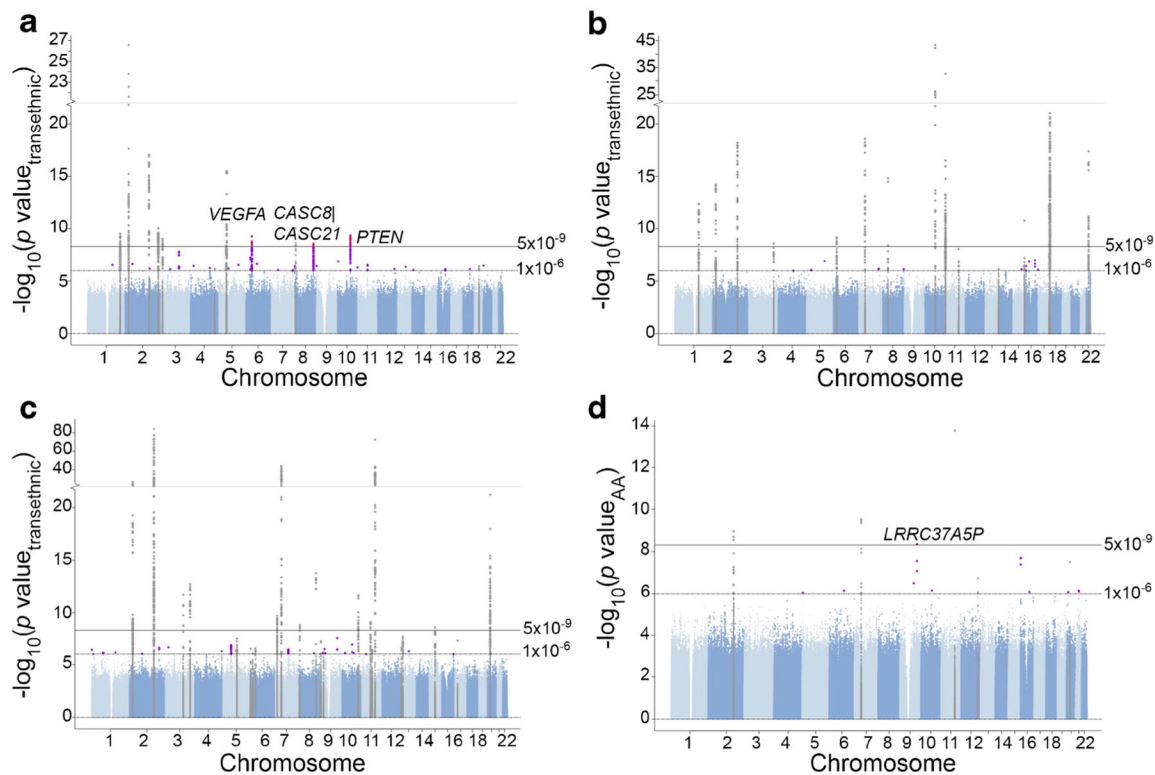 a
27
25
23
20
15
10
5
0
-log10(p valuetransethnic)
VEGFA CASC8|
CASC21 PTEN
5x10-9
1x10-6
1 2 3 4 5 6 7 8 9 10 12 14 16 18 22
Chromosome
b
45
35
25
20
15
10
5
0
-log10(p valuetransethnic)
5x10-9
1x10-6
1 2 3 4 5 6 7 8 9 10 11 12 14 16 18 22
Chromosome
c
80
60
40
20
15
10
5
0
-log10(p valuetransethnic)
5x10-9
1x10-6
1 2 3 4 5 6 7 8 9 10 11 12 14 16 18 22
Chromosome
d
14
12
10
8
6
4
2
0
-log10(p valueAA)
LRRC37A5P
5x10-9
1x10-6
1 2 3 4 5 6 7 8 9 10 12 14 16 18 22
Chromosome